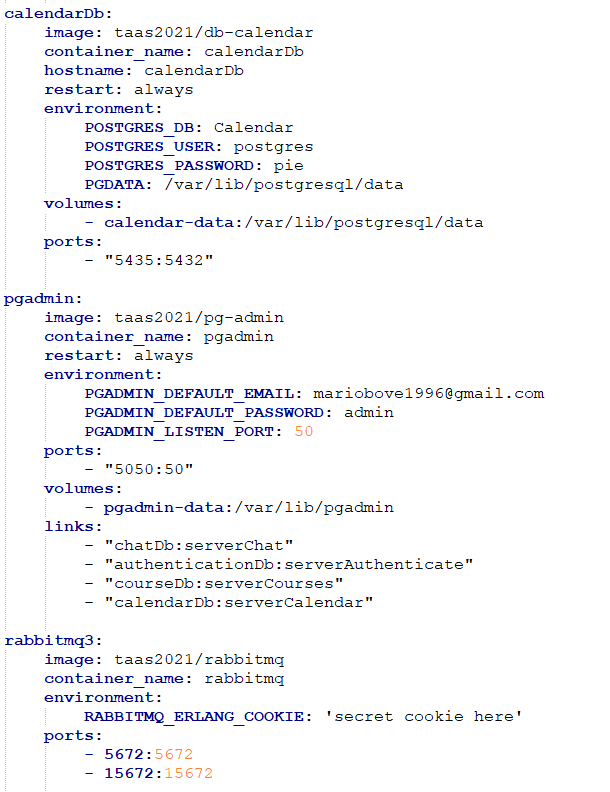 calendarDb:
    image: taas2021/db-calendar
    container_name: calendarDb
    hostname: calendarDb
    restart: always
    environment:
        POSTGRES_DB: Calendar
        POSTGRES_USER: postgres
        POSTGRES_PASSWORD: pie
        PGDATA: /var/lib/postgresql/data
    volumes:
        - calendar-data:/var/lib/postgresql/data
    ports:
        - "5435:5432"

pgadmin:
    image: taas2021/pg-admin
    container_name: pgadmin
    restart: always
    environment:
        PGADMIN_DEFAULT_EMAIL: mariobove1996@gmail.com
        PGADMIN_DEFAULT_PASSWORD: admin
        PGADMIN_LISTEN_PORT: 50
    ports:
        - "5050:50"
    volumes:
        - pgadmin-data:/var/lib/pgadmin
    links:
        - "chatDb:serverChat"
        - "authenticationDb:serverAuthenticate"
        - "courseDb:serverCourses"
        - "calendarDb:serverCalendar"

rabbitmq3:
    image: taas2021/rabbitmq
    container_name: rabbitmq
    environment:
        RABBITMQ_ERLANG_COOKIE: 'secret cookie here'
    ports:
        - 5672:5672
        - 15672:15672